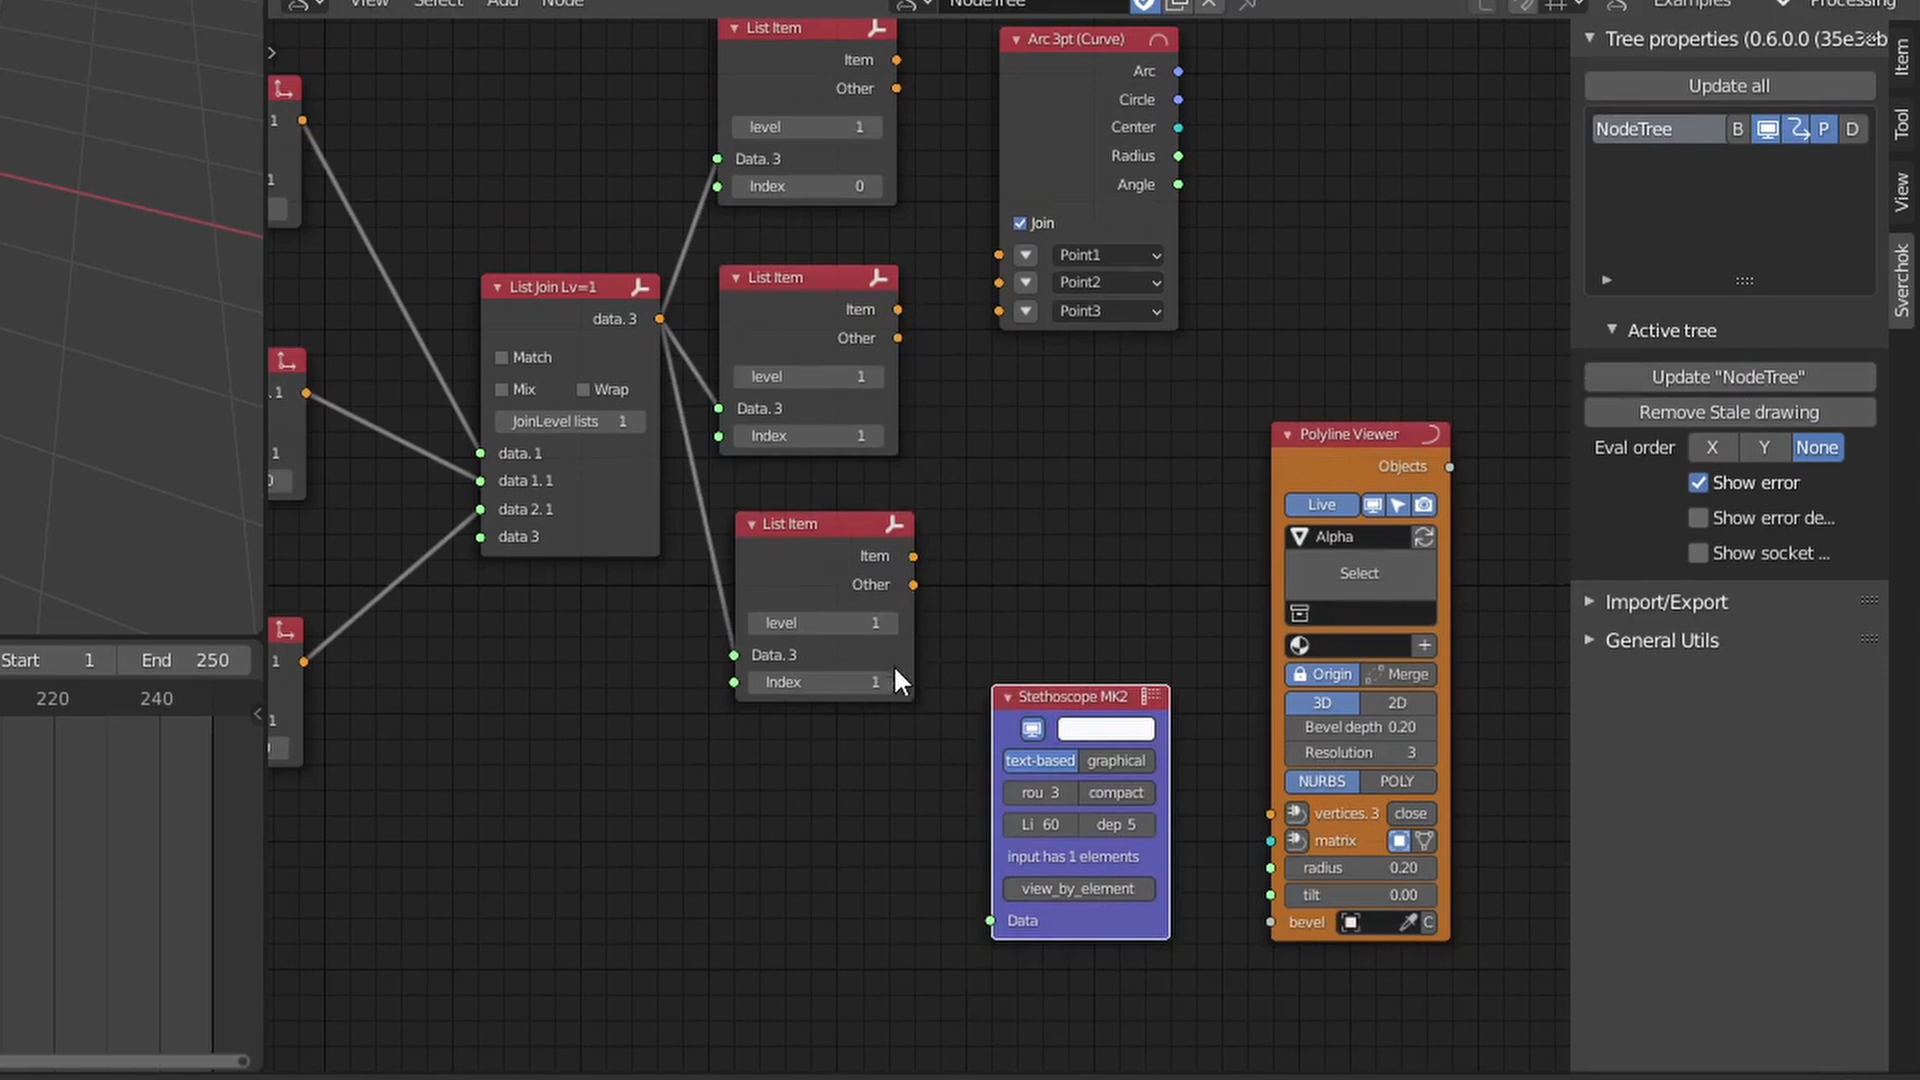 View Select Add Node
NodeTree
Examples Processing
1
1
.1
1
0
1
1
Start 1 End 250
220 240
List Join Lv=1
data. 3
Match
Mix Wrap
JoinLevel lists 1
data. 1
data 1. 1
data 2. 1
data 3
List Item
Item
Other
level 1
Data. 3
Index 0
List Item
Item
Other
level 1
Data. 3
Index 1
List Item
Item
Other
level 1
Data. 3
Index 1
Arc 3pt (Curve)
Arc
Circle
Center
Radius
Angle
Join
Point1
Point2
Point3
Stethoscope MK2
text-based graphical
rou 3 compact
Li 60 dep 5
input has 1 elements
view_by_element
Data
Polyline Viewer
Objects
Live
Alpha
Select
Origin Merge
3D 2D
Bevel depth 0.20
Resolution 3
NURBS POLY
vertices. 3 close
matrix
radius 0.20
tilt 0.00
bevel C
Tree properties (0.6.0.0 (35e3eb
Update all
NodeTree B P D
Active tree
Update "NodeTree"
Remove Stale drawing
Eval order X Y None
Show error
Show error de...
Show socket ...
Import/Export
General Utils
Item
Tool
View
Sverchok